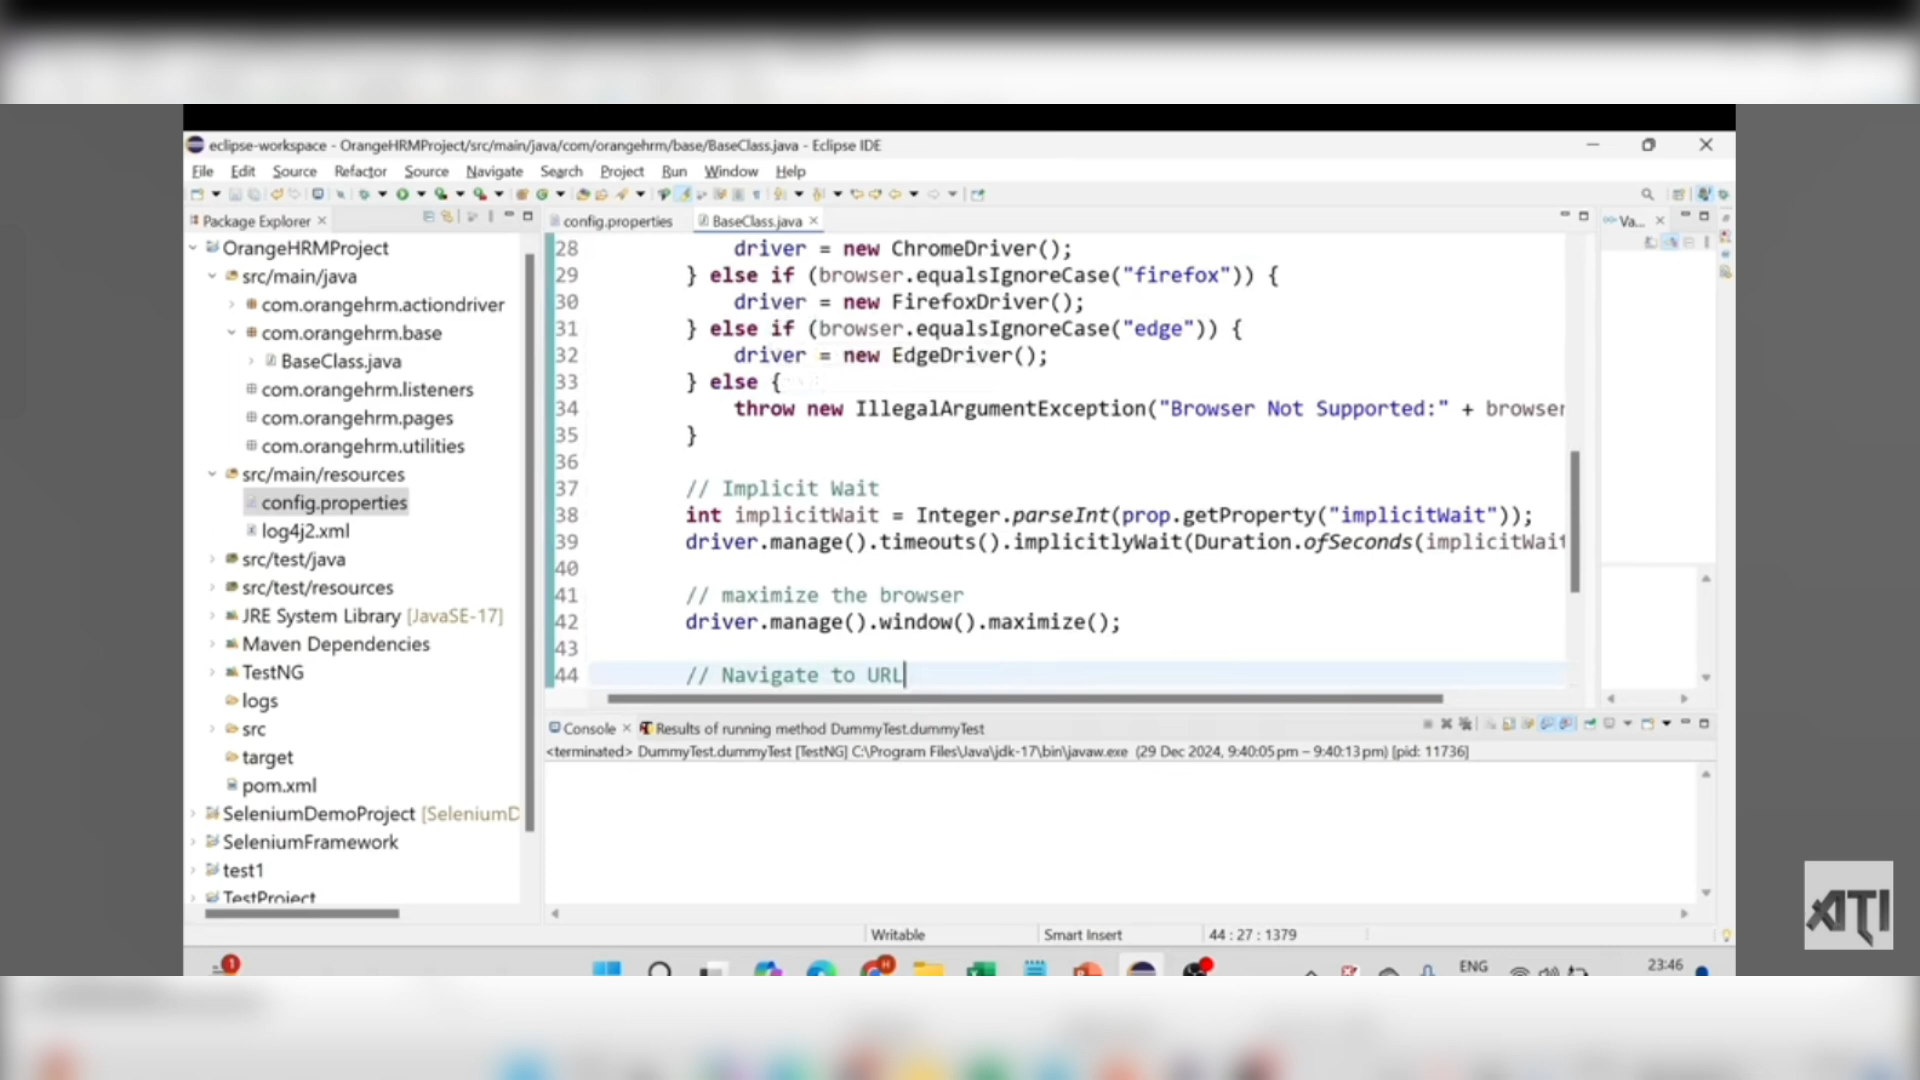 eclipse-workspace - OrangeHRMProject/src/main/java/com/orangehrm/base/BaseClass.java - Eclipse IDE
File Edit Source Refactor Source Navigate Search Project Run Window Help
Package Explorer
config.properties
BaseClass.java
Va...
OrangeHRMProject
src/main/java
com.orangehrm.actiondriver
com.orangehrm.base
BaseClass.java
com.orangehrm.listeners
com.orangehrm.pages
com.orangehrm.utilities
src/main/resources
config.properties
log4j2.xml
src/test/java
src/test/resources
JRE System Library [JavaSE-17]
Maven Dependencies
TestNG
logs
src
target
pom.xml
SeleniumDemoProject [SeleniumD
SeleniumFramework
test1
TestProject
28 driver = new ChromeDriver();
29 } else if (browser.equalsIgnoreCase("firefox")) {
30 driver = new FirefoxDriver();
31 } else if (browser.equalsIgnoreCase("edge")) {
32 driver = new EdgeDriver();
33 } else {
34 throw new IllegalArgumentException("Browser Not Supported:" + browser
35 }
36
37 // Implicit Wait
38 int implicitWait = Integer.parseInt(prop.getProperty("implicitWait"));
39 driver.manage().timeouts().implicitlyWait(Duration.ofSeconds(implicitWait
40
41 // maximize the browser
42 driver.manage().window().maximize();
43
44 // Navigate to URL
Console
Results of running method DummyTest.dummyTest
<terminated> DummyTest.dummyTest [TestNG] C:\Program Files\Java\jdk-17\bin\javaw.exe (29 Dec 2024, 9:40:05 pm – 9:40:13 pm) [pid: 11736]
Writable
Smart Insert
44 : 27 : 1379
1
H
ENG
23:46
ATI